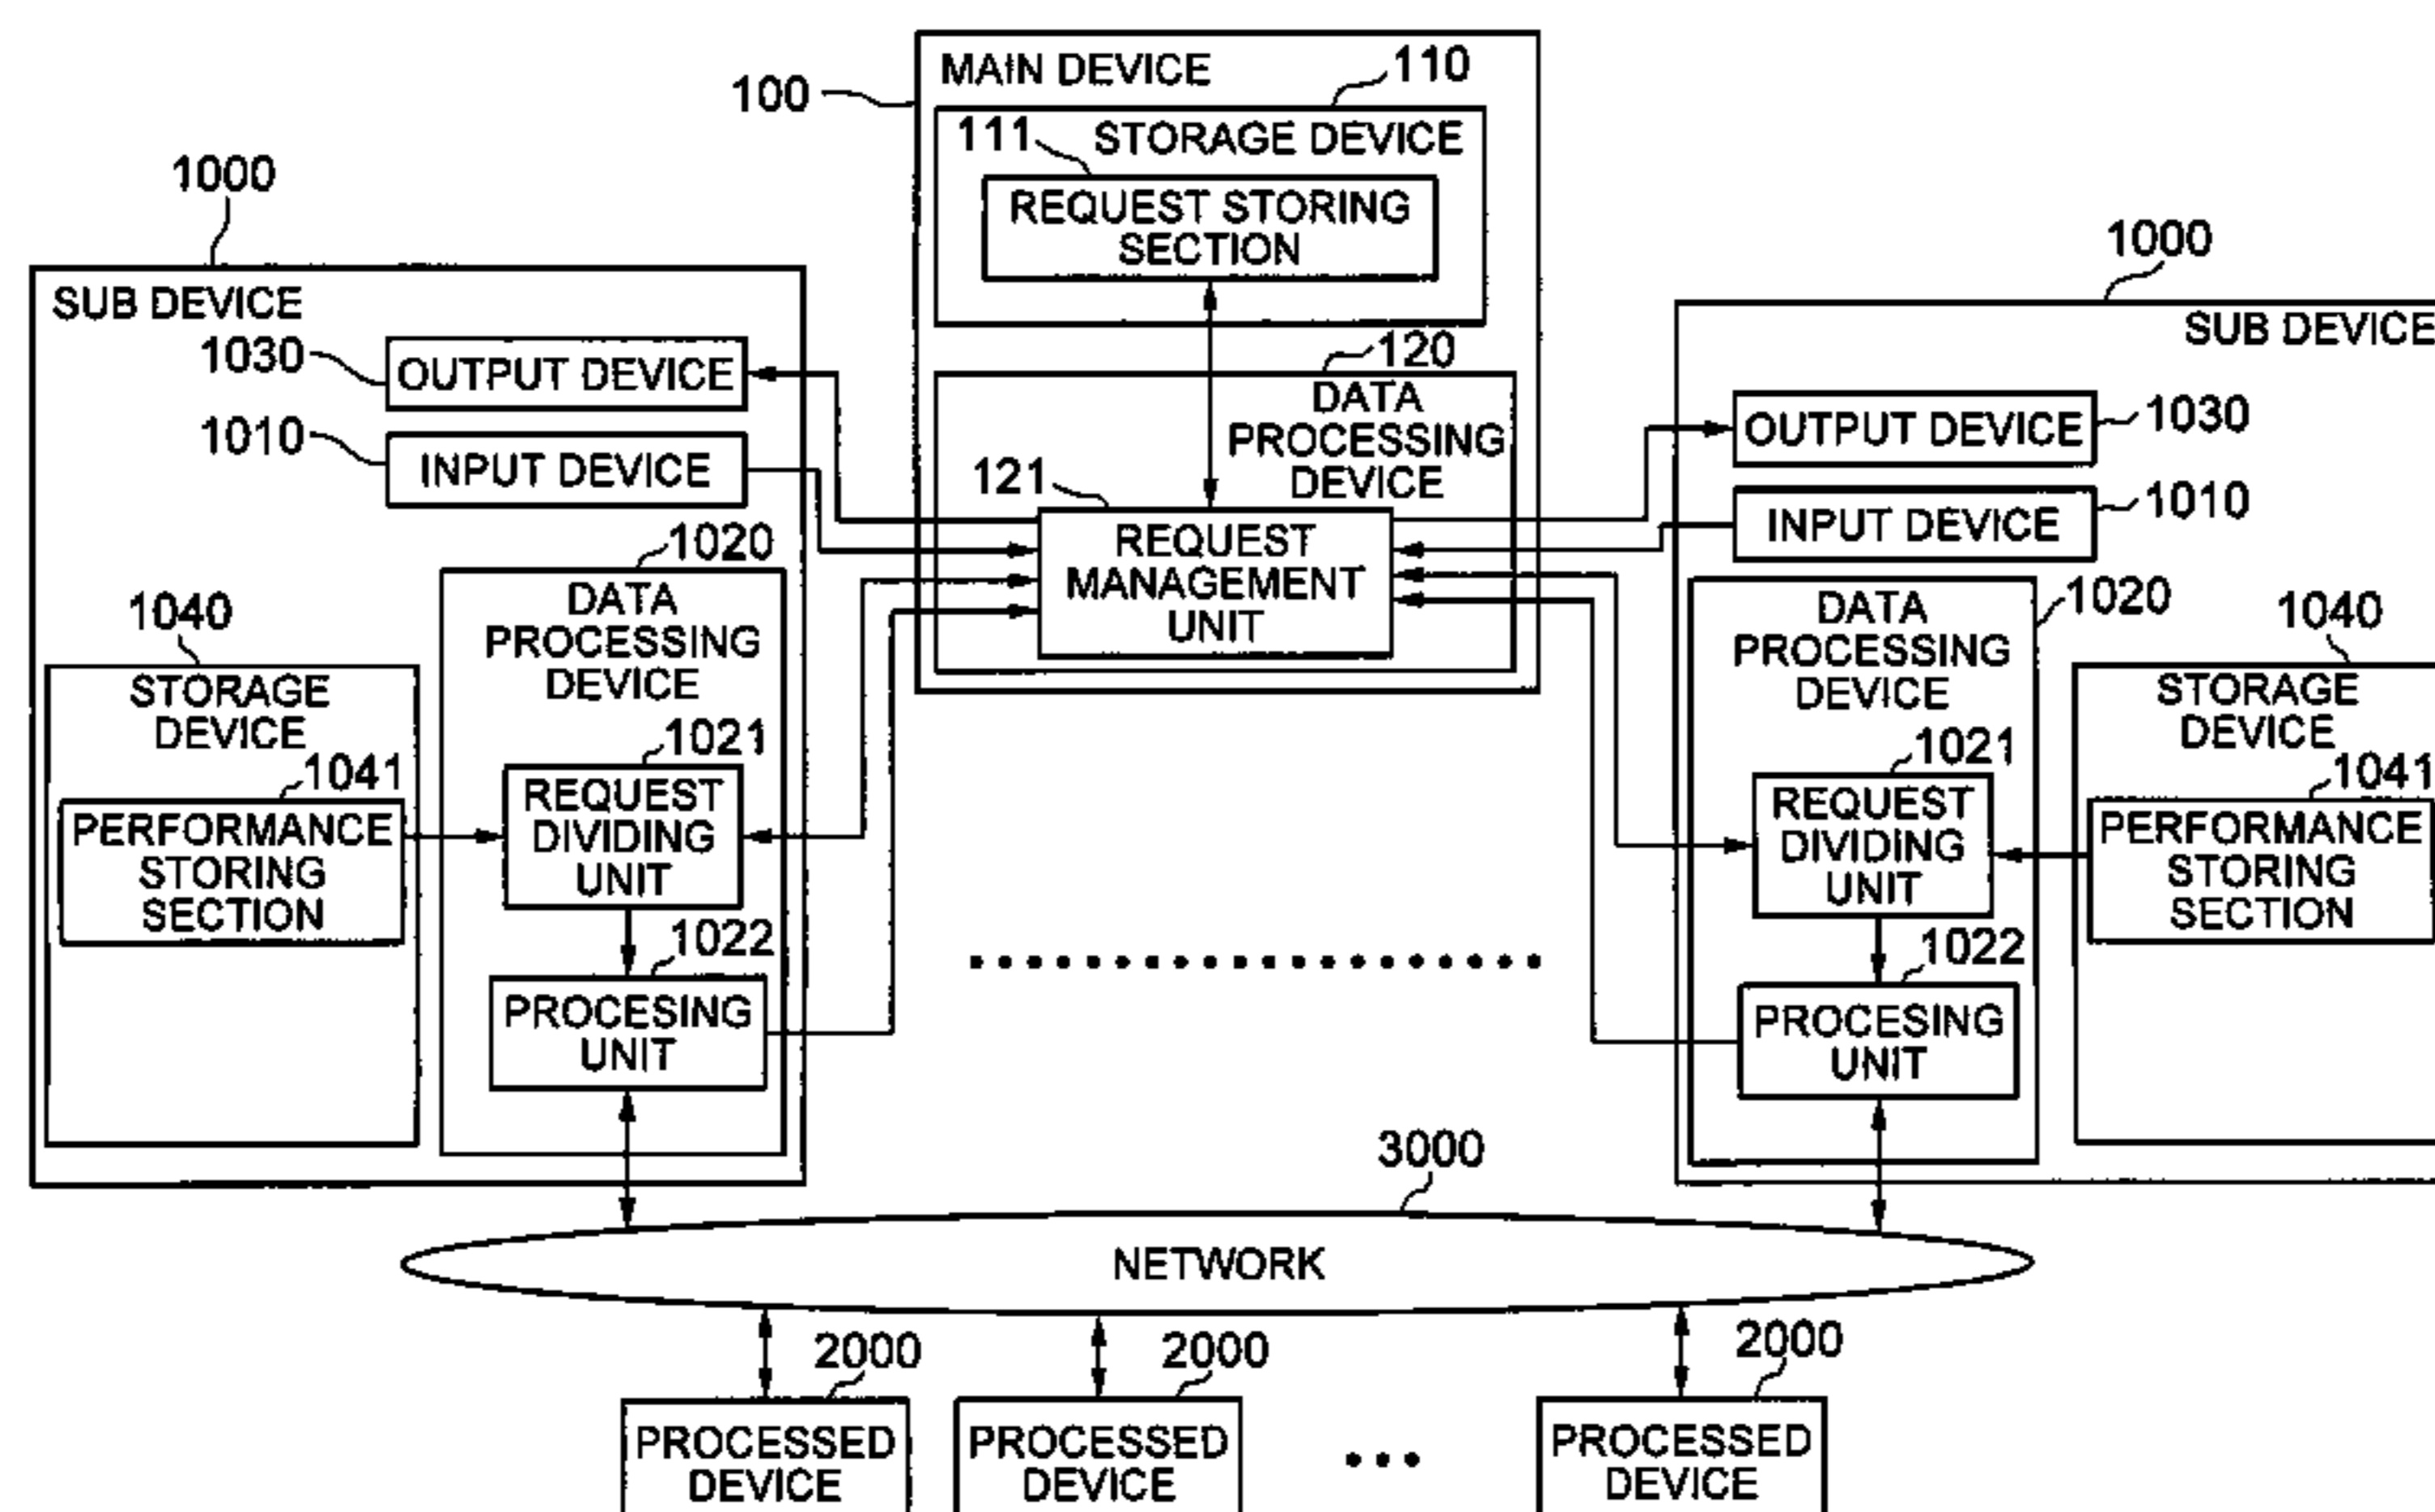 MAIN DEVICE
100
110
STORAGE DEVICE
111
REQUEST STORING
SECTION
120
DATA
PROCESSING
DEVICE
121
REQUEST
MANAGEMENT
UNIT
1000
SUB DEVICE
1030
OUTPUT DEVICE
1010
INPUT DEVICE
1020
DATA
PROCESSING
DEVICE
1040
STORAGE
DEVICE
1041
PERFORMANCE
STORING
SECTION
1021
REQUEST
DIVIDING
UNIT
1022
PROCESING
UNIT
1000
SUB DEVICE
OUTPUT DEVICE
1030
INPUT DEVICE
1010
1020
DATA
PROCESSING
DEVICE
1040
STORAGE
DEVICE
1021
REQUEST
DIVIDING
UNIT
1041
PERFORMANCE
STORING
SECTION
1022
PROCESING
UNIT
3000
NETWORK
2000
PROCESSED
DEVICE
2000
PROCESSED
DEVICE
2000
PROCESSED
DEVICE